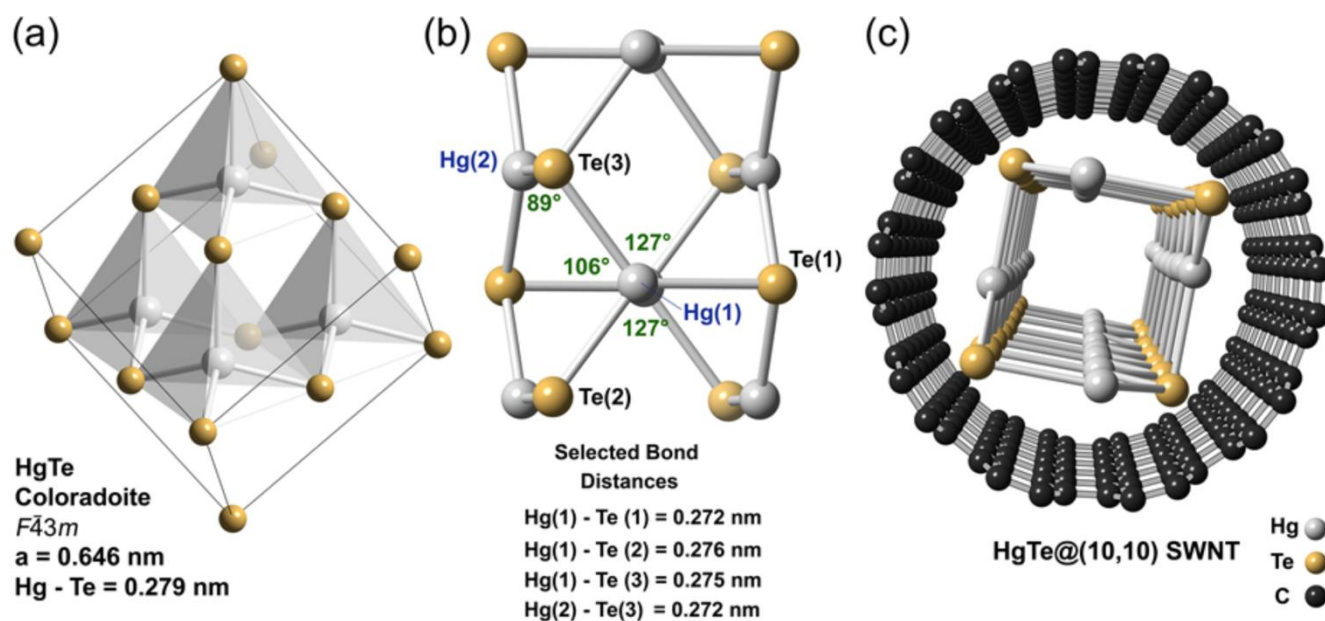 (a)
HgTe
Coloradoite
F4̄3m
a = 0.646 nm
Hg - Te = 0.279 nm
(b)
Hg(2)
Te(3)
89°
127°
106°
Te(1)
Hg(1)
127°
Te(2)
Selected Bond
Distances
Hg(1) - Te (1) = 0.272 nm
Hg(1) - Te (2) = 0.276 nm
Hg(1) - Te (3) = 0.275 nm
Hg(2) - Te(3) = 0.272 nm
(c)
HgTe@(10,10) SWNT
Hg
Te
C